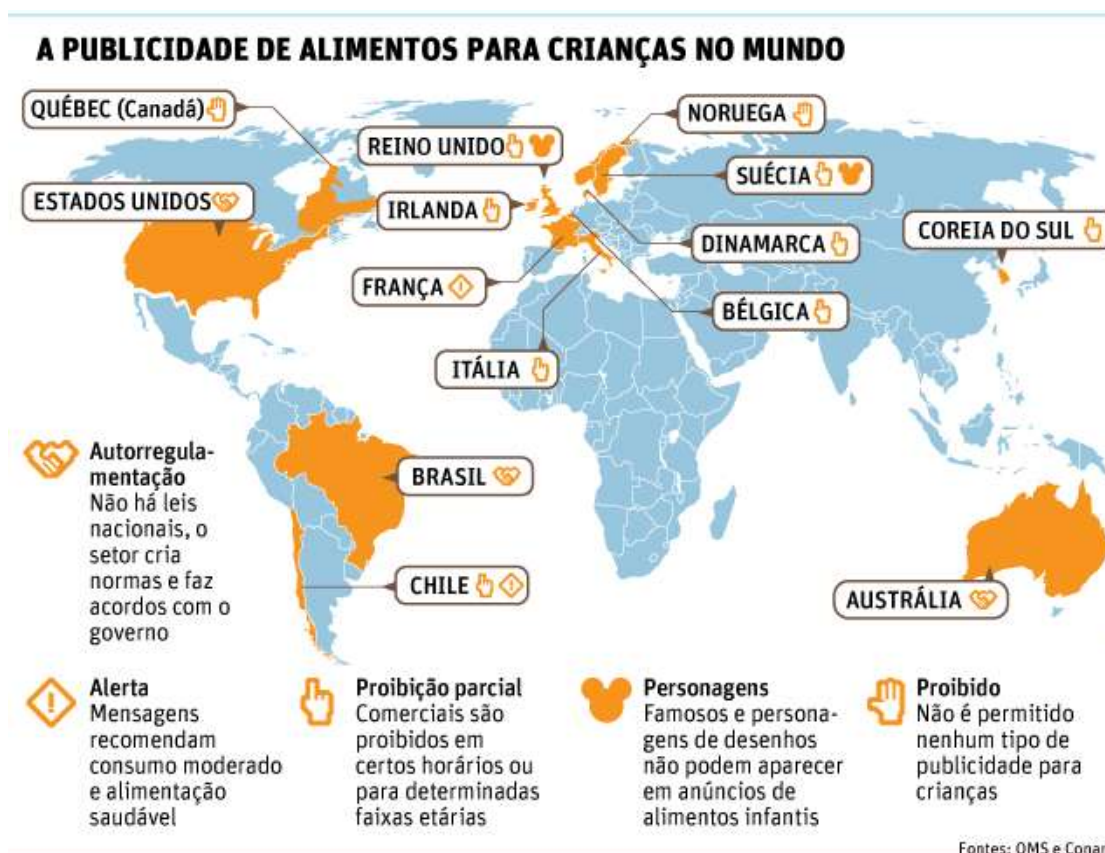 A PUBLICIDADE DE ALIMENTOS PARA CRIANÇAS NO MUNDO
QUÉBEC (Canadá)
NORUEGA
REINO UNIDO
SUÉCIA
ESTADOS UNIDOS
IRLANDA
DINAMARCA
COREIA DO SUL
FRANÇA
BÉLGICA
ITÁLIA
BRASIL
CHILE
AUSTRÁLIA
Autorregula-
mentação
Não há leis
nacionais, o
setor cria
normas e faz
acordos com o
governo
Alerta
Mensagens
recomendam
consumo moderado
e alimentação
saudável
Proibição parcial
Comerciais são
proibidos em
certos horários ou
para determinadas
faixas etárias
Personagens
Famosos e persona-
gens de desenhos
não podem aparecer
em anúncios de
alimentos infantis
Proibido
Não é permitido
nenhum tipo de
publicidade para
crianças
Fontes: OMS e Conar